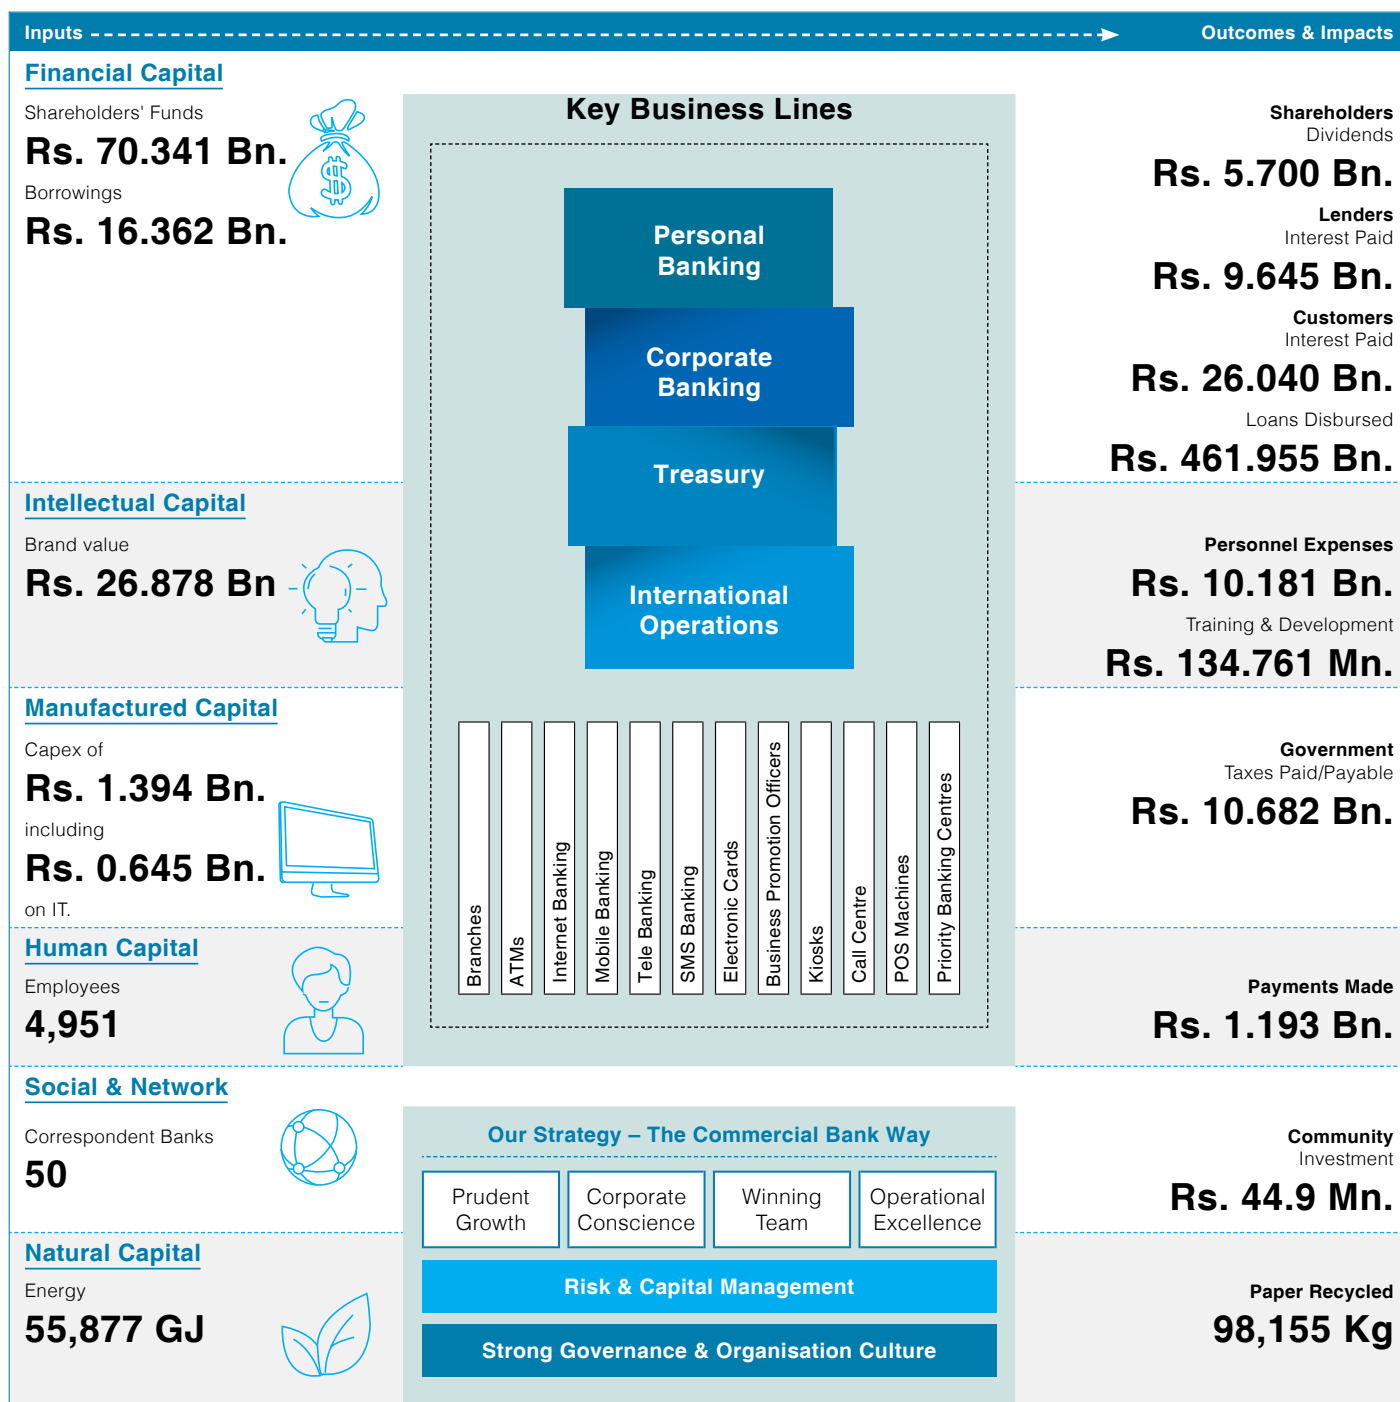 Inputs
Outcomes & Impacts
Financial Capital
Shareholders' Funds
Rs. 70.341 Bn.
Borrowings
Rs. 16.362 Bn.
$
Intellectual Capital
Brand value
Rs. 26.878 Bn
Manufactured Capital
Capex of
Rs. 1.394 Bn.
including
Rs. 0.645 Bn.
on IT.
Human Capital
Employees
4,951
Social & Network
Correspondent Banks
50
Natural Capital
Energy
55,877 GJ
Key Business Lines
Personal
Banking
Corporate
Banking
Treasury
International
Operations
Branches
ATMs
Internet Banking
Mobile Banking
Tele Banking
SMS Banking
Electronic Cards
Business Promotion Officers
Kiosks
Call Centre
POS Machines
Priority Banking Centres
Our Strategy – The Commercial Bank Way
Prudent
Growth
Corporate
Conscience
Winning
Team
Operational
Excellence
Risk & Capital Management
Strong Governance & Organisation Culture
Shareholders
Dividends
Rs. 5.700 Bn.
Lenders
Interest Paid
Rs. 9.645 Bn.
Customers
Interest Paid
Rs. 26.040 Bn.
Loans Disbursed
Rs. 461.955 Bn.
Personnel Expenses
Rs. 10.181 Bn.
Training & Development
Rs. 134.761 Mn.
Government
Taxes Paid/Payable
Rs. 10.682 Bn.
Payments Made
Rs. 1.193 Bn.
Community
Investment
Rs. 44.9 Mn.
Paper Recycled
98,155 Kg